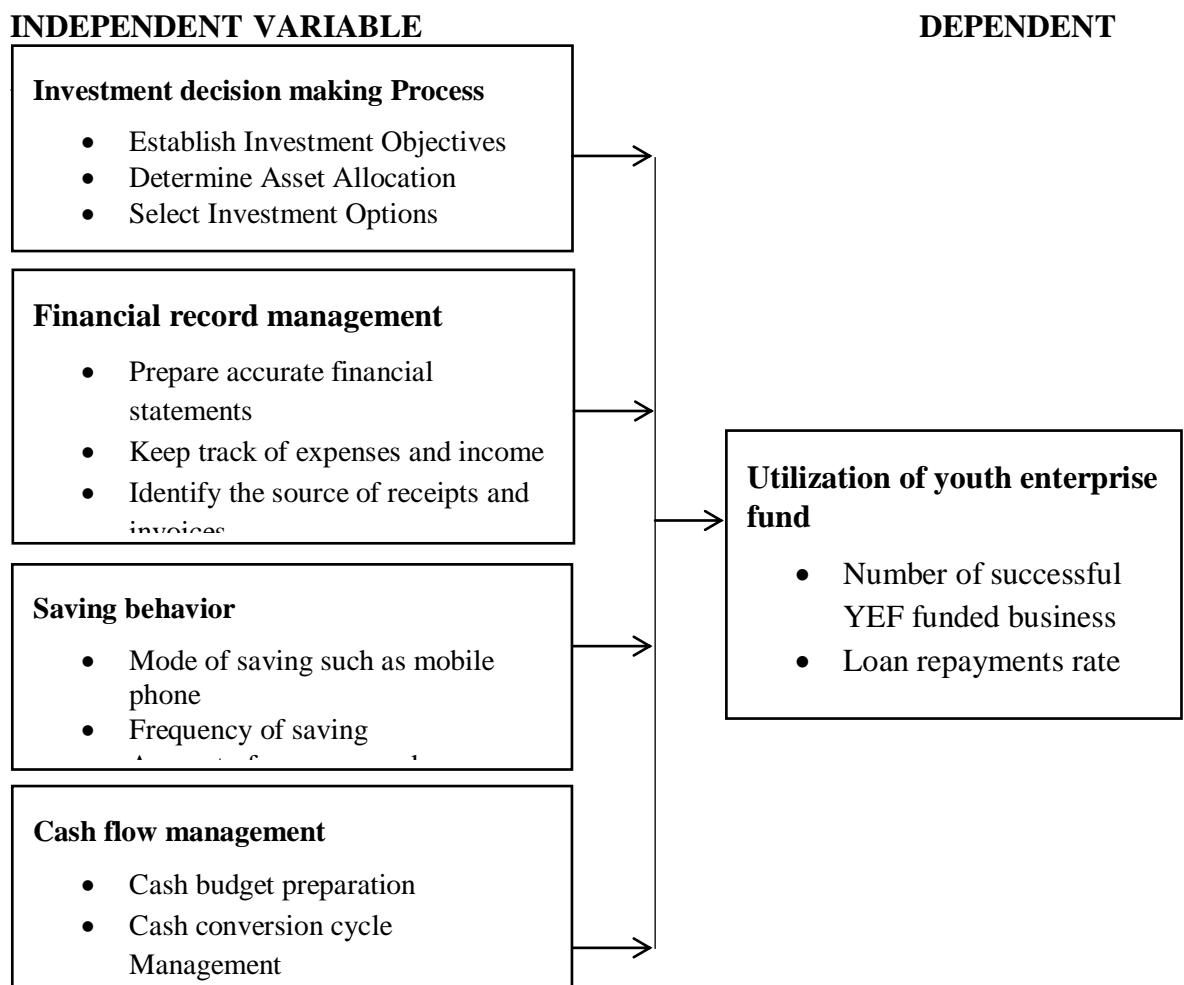 INDEPENDENT VARIABLE
DEPENDENT
Investment decision making Process
• Establish Investment Objectives
• Determine Asset Allocation
• Select Investment Options
Financial record management
• Prepare accurate financial
statements
• Keep track of expenses and income
• Identify the source of receipts and
invoices
Saving behavior
• Mode of saving such as mobile
phone
• Frequency of saving
Cash flow management
• Cash budget preparation
• Cash conversion cycle
Management
Utilization of youth enterprise
fund
• Number of successful
YEF funded business
• Loan repayments rate